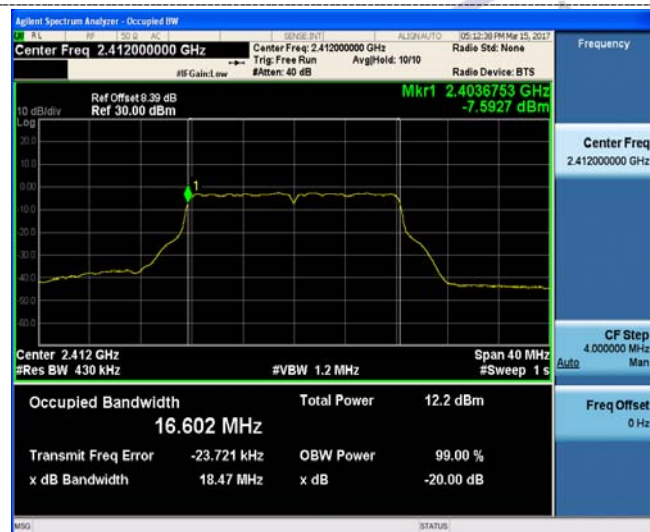 Agilent Spectrum Analyzer - Occupied BW
RL RF 50 Ω AC SENSE:INT ALIGN AUTO 05:12:38 PM Mar 15, 2017
Center Freq 2.412000000 GHz
Center Freq: 2.412000000 GHz
Radio Std: None
Trig: Free Run
Avg|Hold: 10/10
#IFGain:Low
#Atten: 40 dB
Radio Device: BTS
Ref Offset 8.39 dB
Mkr1 2.4036753 GHz
10 dB/div
Ref 30.00 dBm
-7.5927 dBm
Log
20.0
10.0
0.00
1
-10.0
-20.0
-30.0
-40.0
-50.0
-60.0
Center 2.412 GHz
Span 40 MHz
#Res BW 430 kHz
#VBW 1.2 MHz
#Sweep 1 s
Occupied Bandwidth
Total Power
12.2 dBm
16.602 MHz
Transmit Freq Error
-23.721 kHz
OBW Power
99.00 %
x dB Bandwidth
18.47 MHz
x dB
-20.00 dB
MSG
STATUS
Frequency
Center Freq
2.412000000 GHz
CF Step
4.000000 MHz
Auto Man
Freq Offset
0 Hz